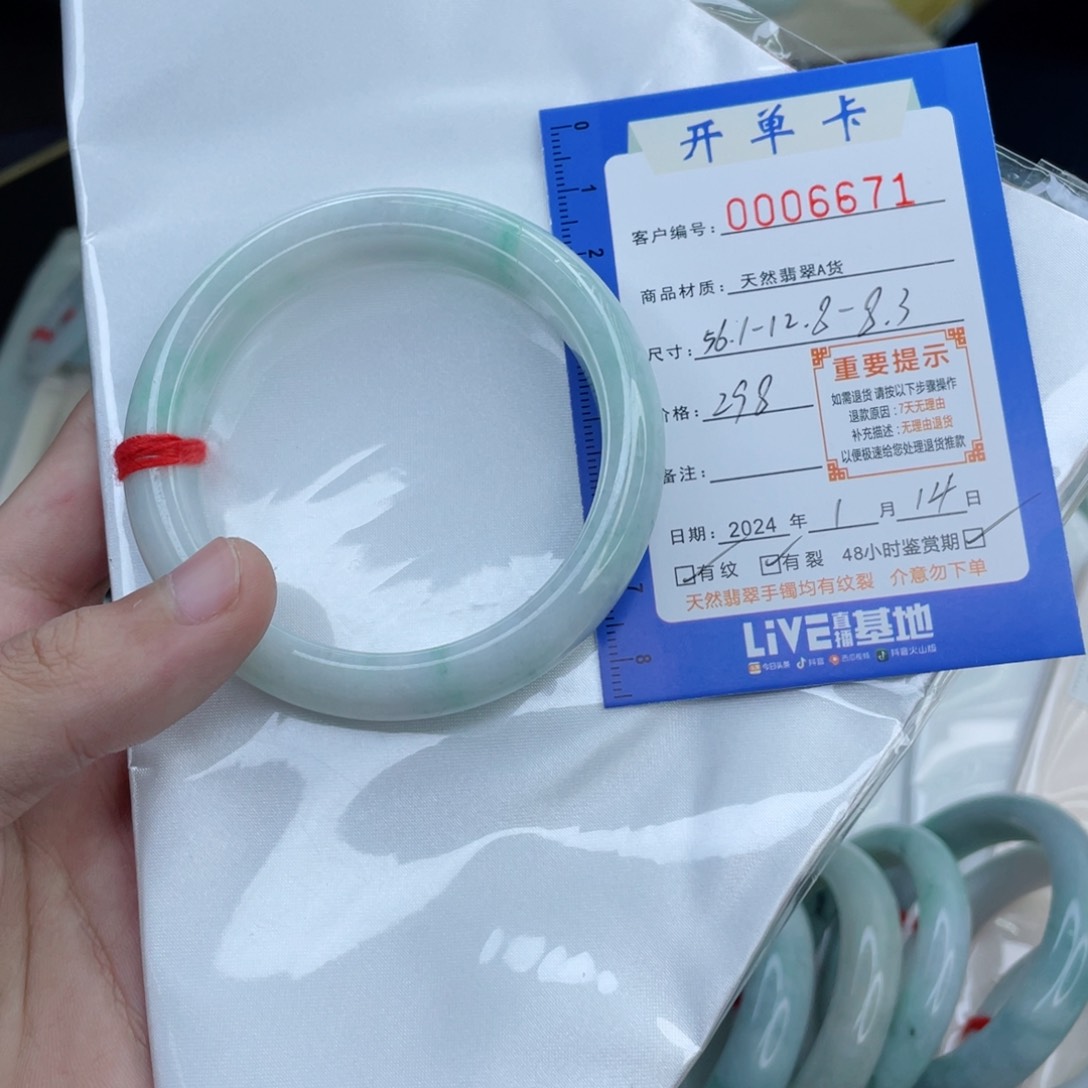 开单卡
客户编号：0006671
商品材质：天然翡翠A货
尺寸：56.1-12.8-8.3
价格：298
备注：
重要提示
如需退货 请按以下步骤操作
退款原因：7天无理由
补充描述：无理由退货
以便极速给您处理退货推款
日期：2024 年 1 月 14 日
有纹 有裂 48小时鉴赏期
天然翡翠手镯均有纹裂 介意勿下单
LiVE直播基地
今日头条 抖音 西瓜视频 抖音火山版
0
1
2
7
8